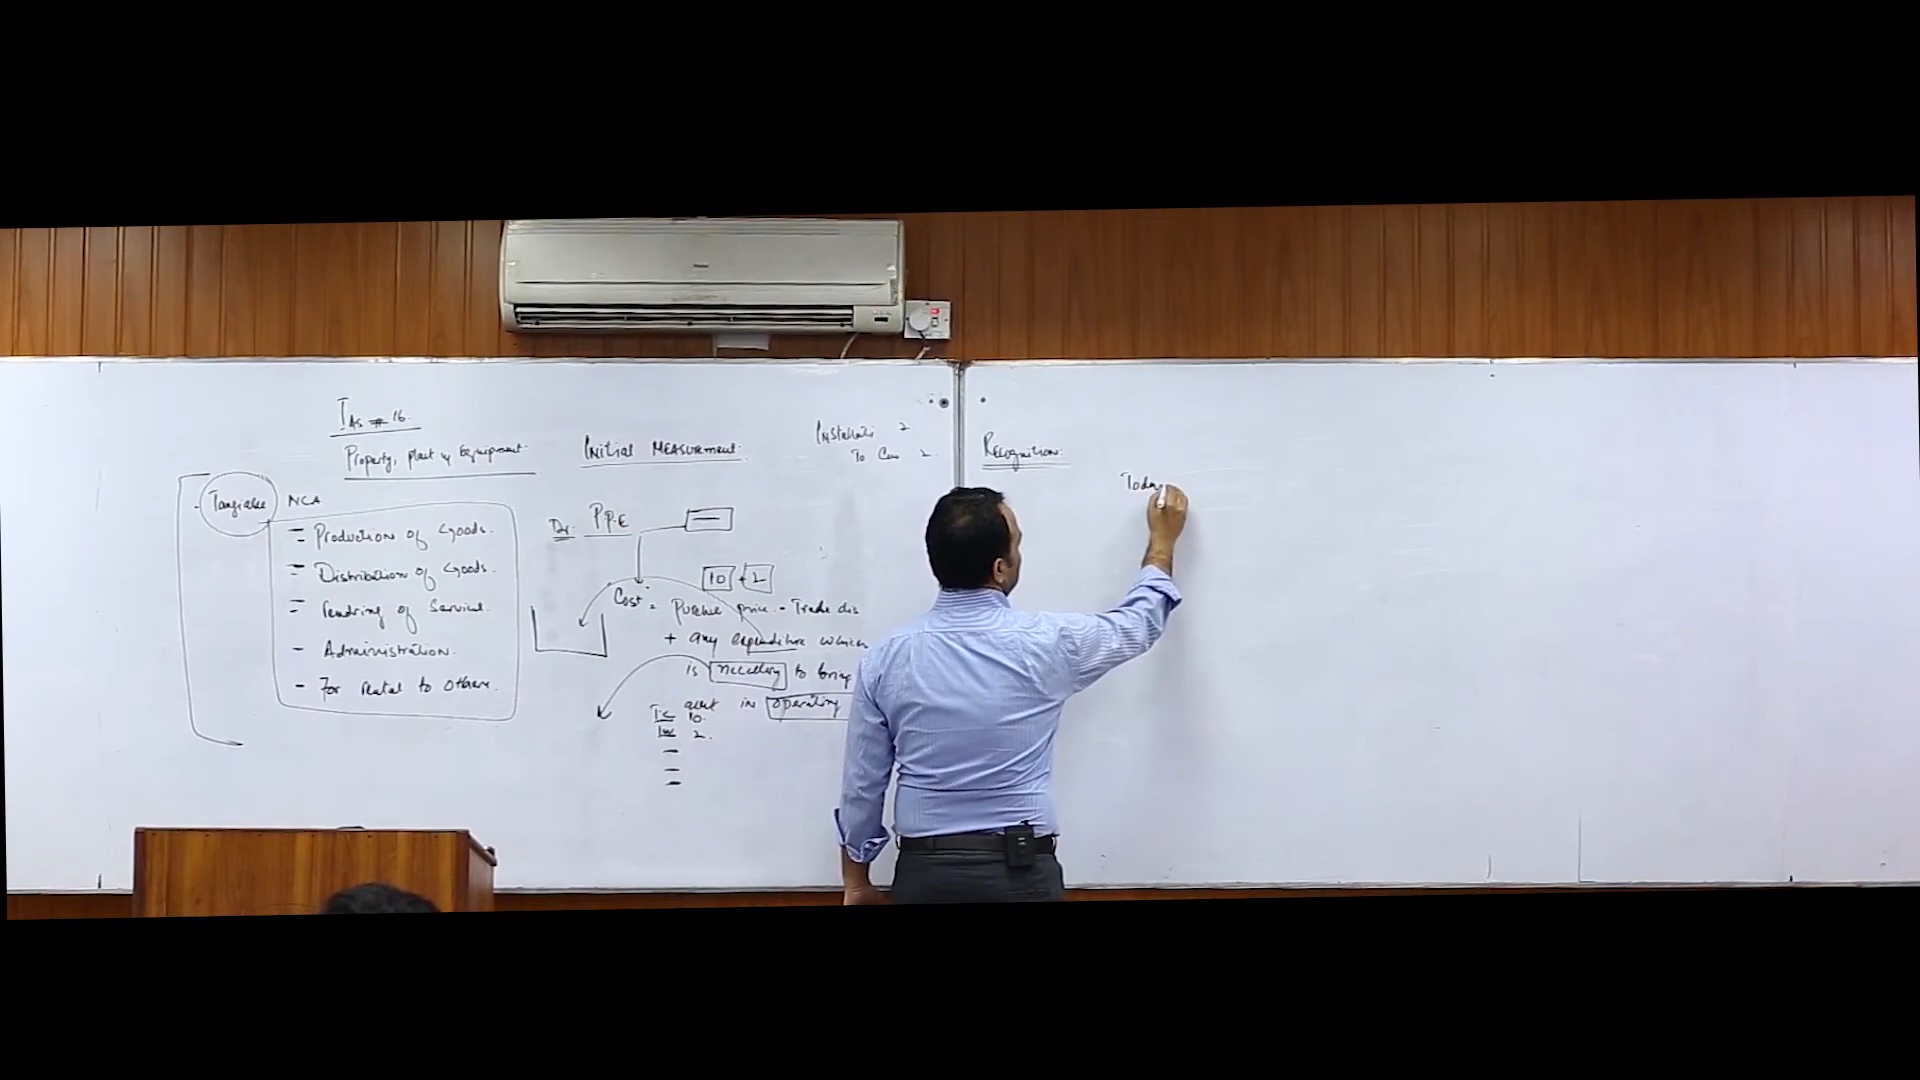 IAS # 16.
Property, plant & Equipment.
Tangible NCA
= Production of Goods.
= Distribution of Goods.
= Rendring of Service.
- Administration.
- For Rental to Others.
INITIAL MEASURMENT.
Dr. PP.E
10 + 2
Cost = Purchase price. - Trade dis
+ any expenditure which
is necessary to bring
asset in operating
10.
2.
2
To Cash 2.
RECOGNITION.
Today